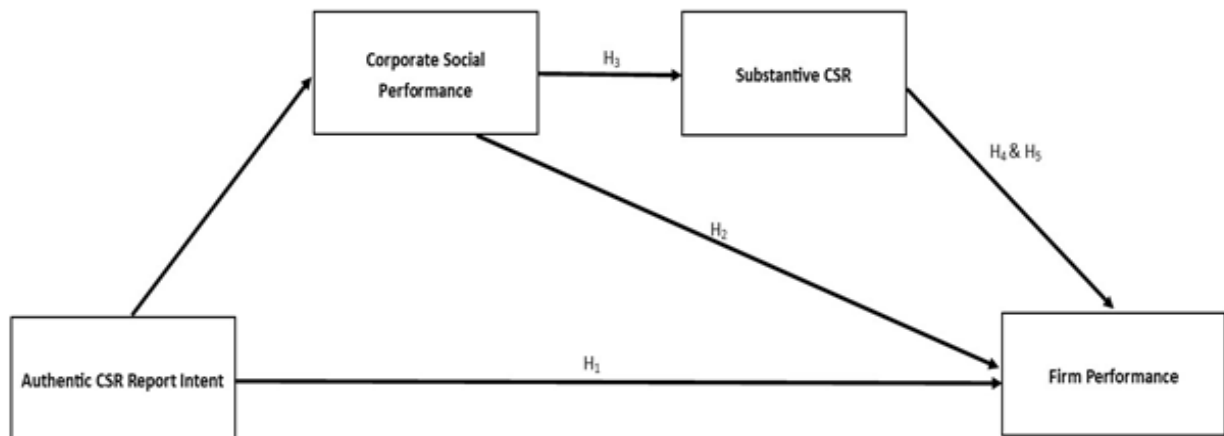 Corporate Social
Performance
H₃
Substantive CSR
H₄ & H₅
H₂
Authentic CSR Report Intent
H₁
Firm Performance